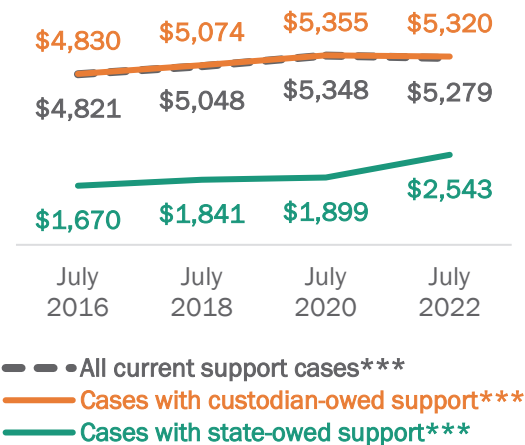 $4,830 $5,074 $5,355 $5,320
$4,821 $5,048 $5,348 $5,279
$1,670 $1,841 $1,899 $2,543
July July July July
2016 2018 2020 2022
All current support cases***
Cases with custodian-owed support***
Cases with state-owed support***